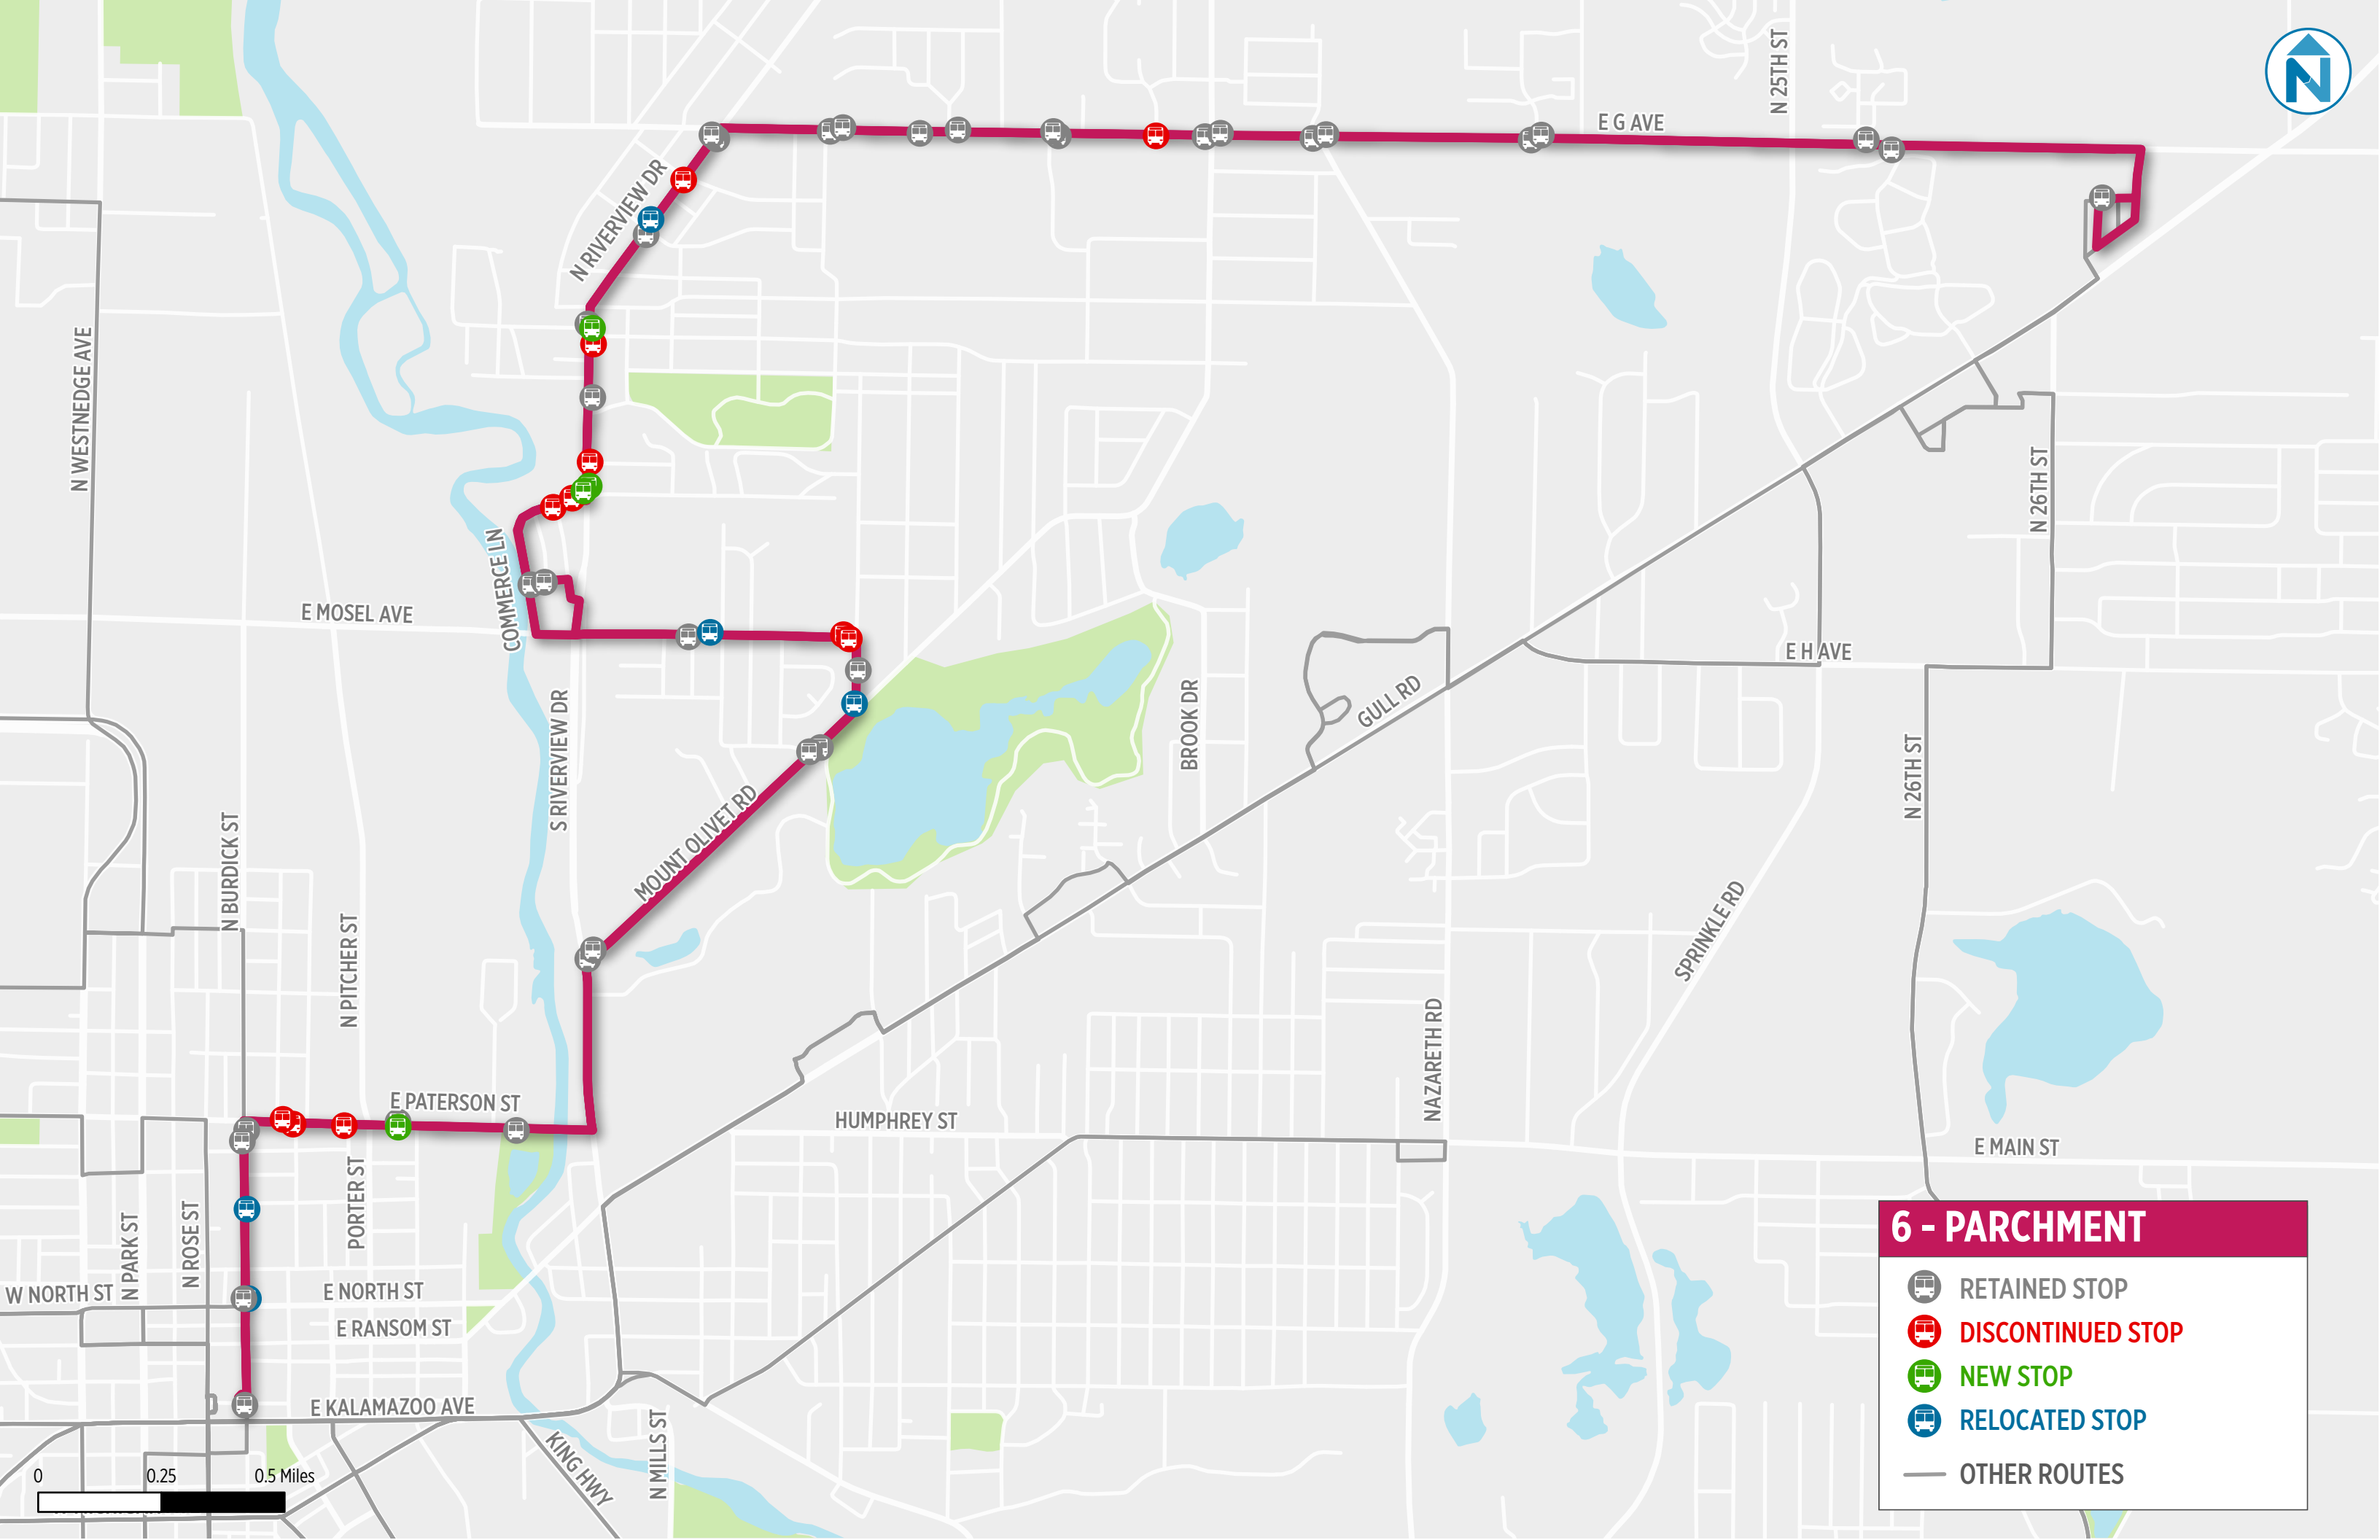 N 25TH ST
E G AVE
N
N RIVERVIEW DR
N WESTNEDGE AVE
N 26TH ST
COMMERCE LN
E MOSEL AVE
E H AVE
GULL RD
BROOK DR
S RIVERVIEW DR
N 26TH ST
MOUNT OLIVET RD
N BURDICK ST
SPRINKLE RD
N PITCHER ST
NAZARETH RD
E PATERSON ST
HUMPHREY ST
E MAIN ST
PORTER ST
N ROSE ST
N PARK ST
W NORTH ST
E NORTH ST
E RANSOM ST
E KALAMAZOO AVE
KING HWY
N MILLS ST
0 0.25 0.5 Miles
6 - PARCHMENT
RETAINED STOP
DISCONTINUED STOP
NEW STOP
RELOCATED STOP
OTHER ROUTES